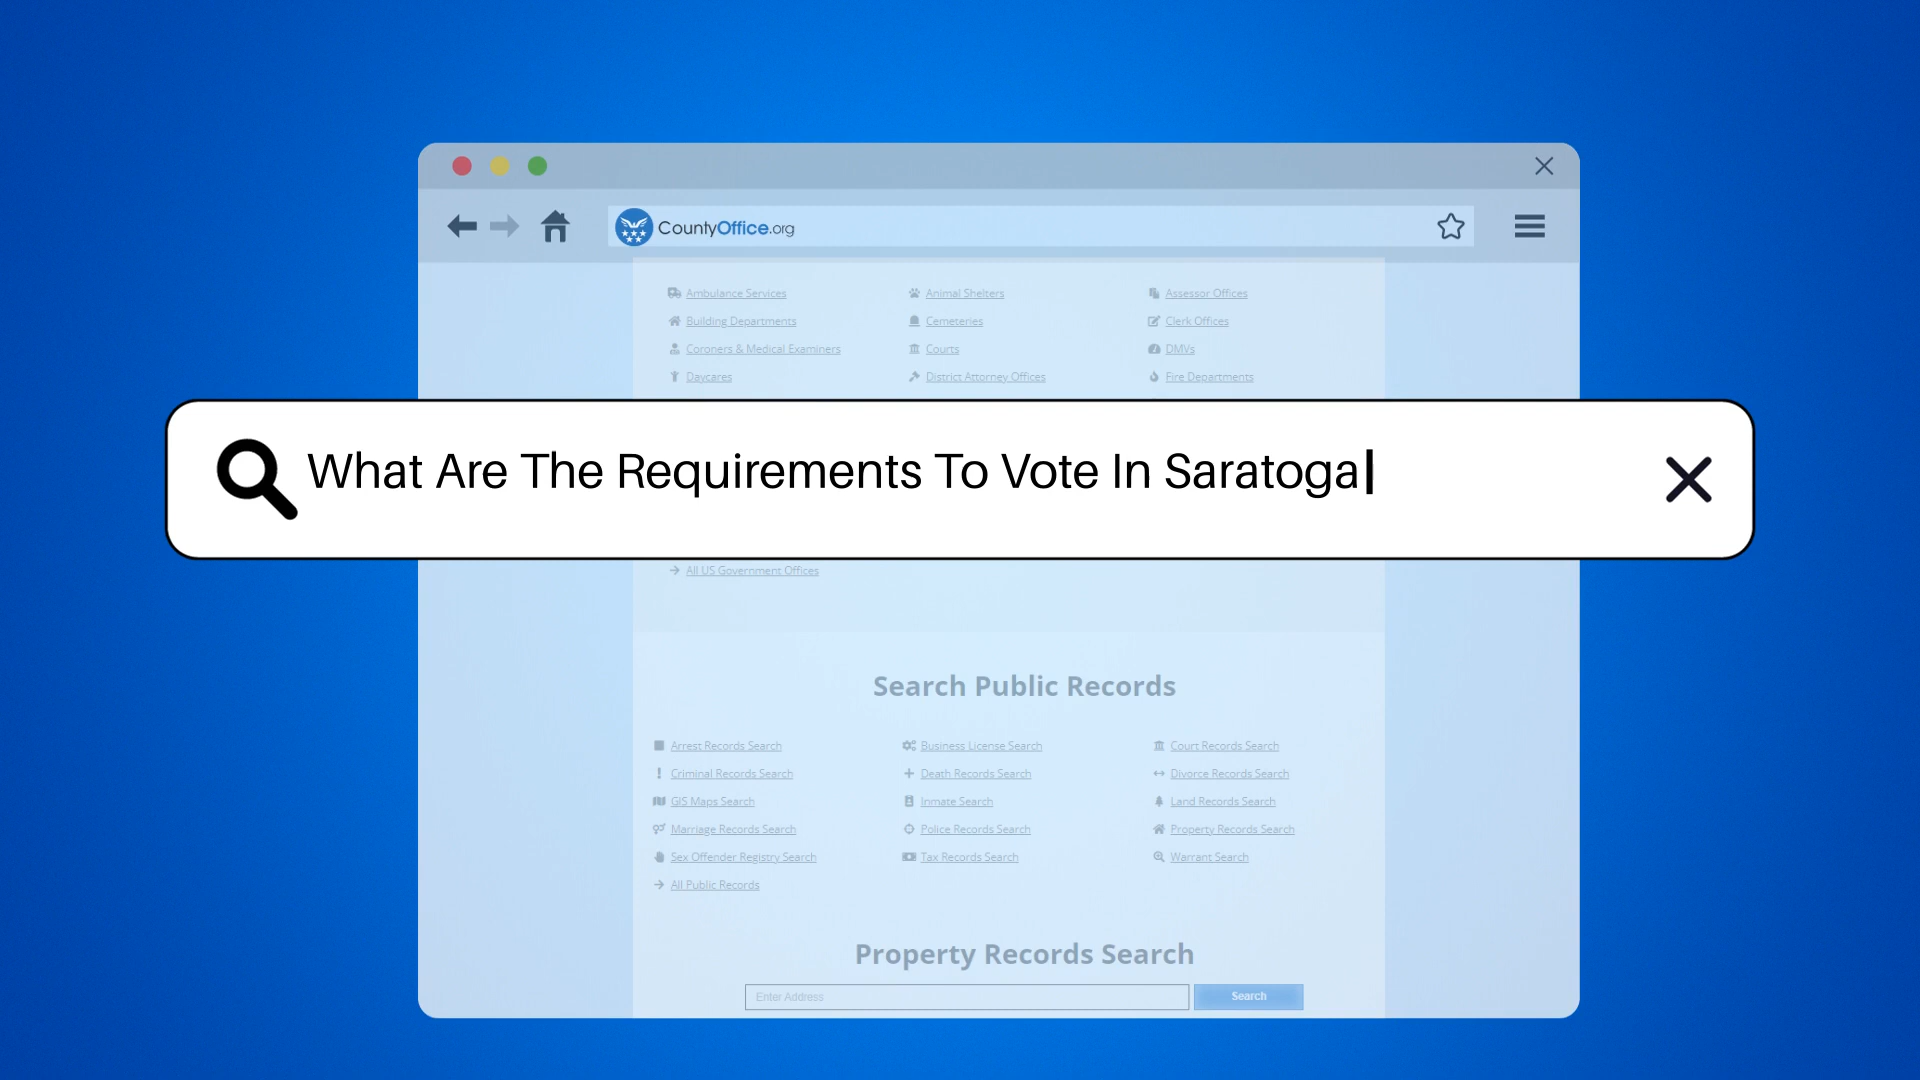 CountyOffice.org
Ambulance Services
Animal Shelters
Assessor Offices
Building Departments
Cemeteries
Clerk Offices
Coroners & Medical Examiners
Courts
DMVs
Daycares
District Attorney Offices
Fire Departments
What Are The Requirements To Vote In Saratoga
All US Government Offices
Search Public Records
Arrest Records Search
Business License Search
Court Records Search
Criminal Records Search
Death Records Search
Divorce Records Search
GIS Maps Search
Inmate Search
Land Records Search
Marriage Records Search
Police Records Search
Property Records Search
Sex Offender Registry Search
Tax Records Search
Warrant Search
All Public Records
Property Records Search
Enter Address
Search